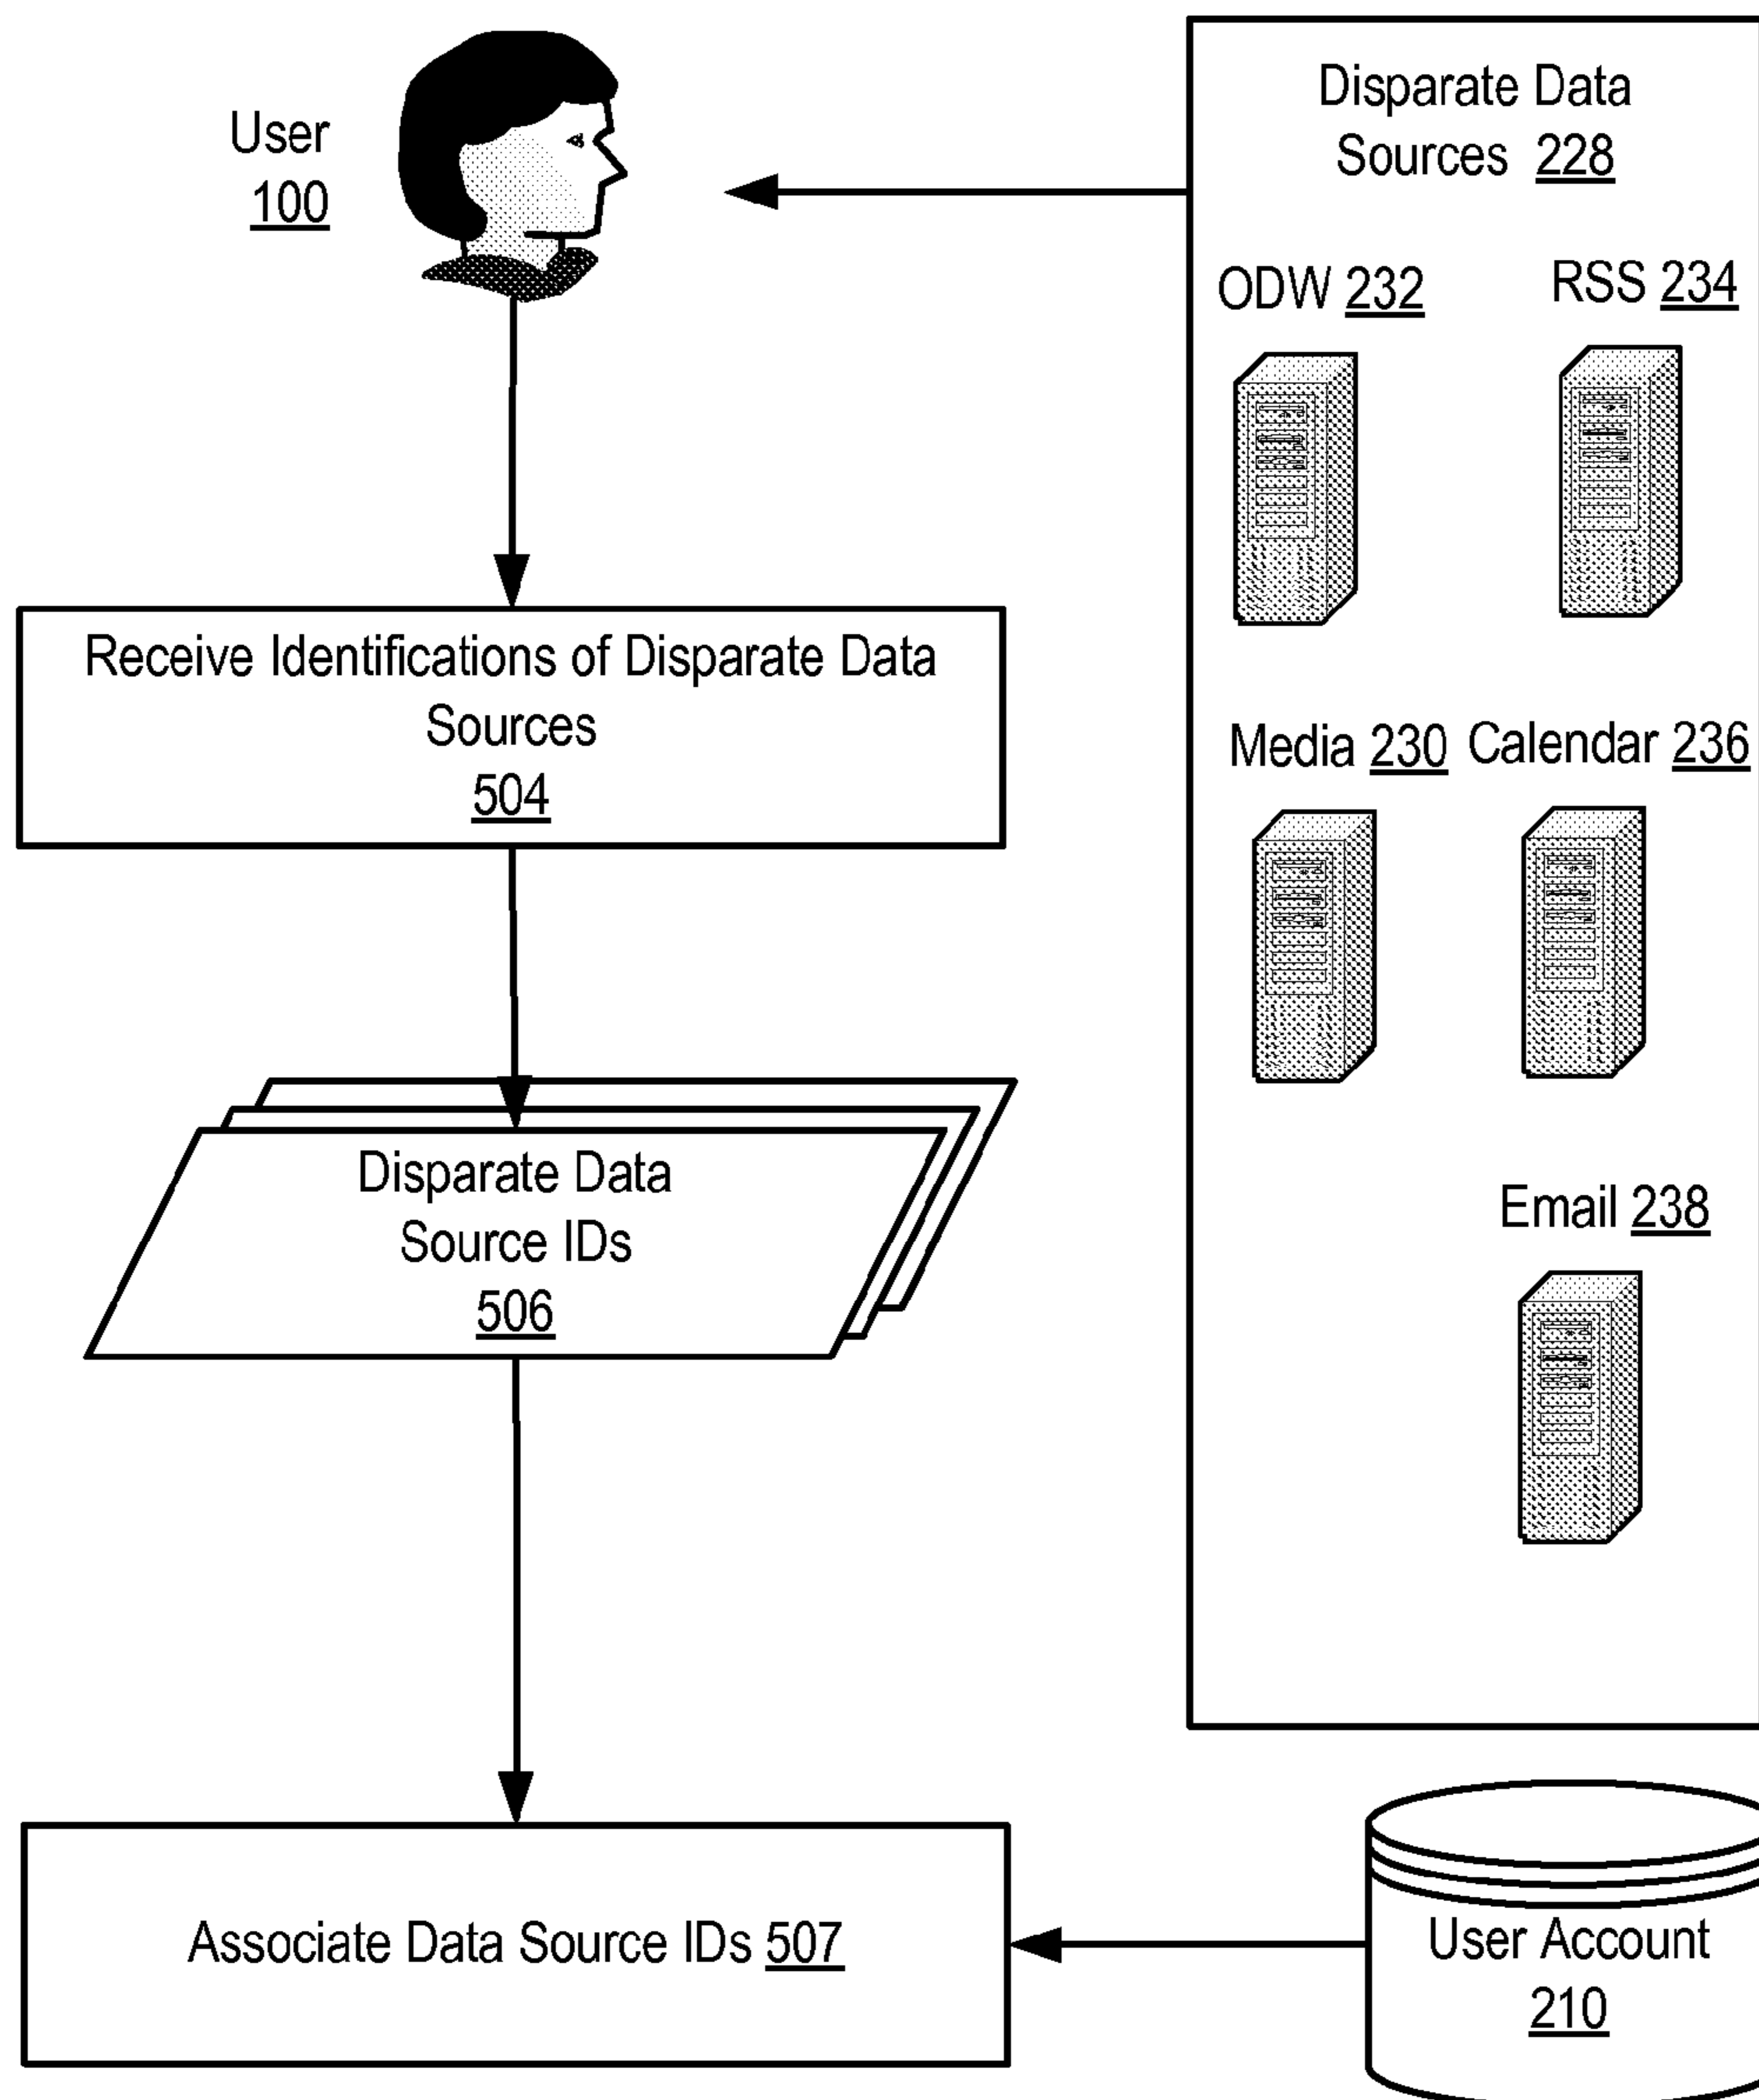 User
100
Disparate Data
Sources 228
ODW 232
RSS 234
Media 230
Calendar 236
Email 238
Receive Identifications of Disparate Data
Sources
504
Disparate Data
Source IDs
506
Associate Data Source IDs 507
User Account
210